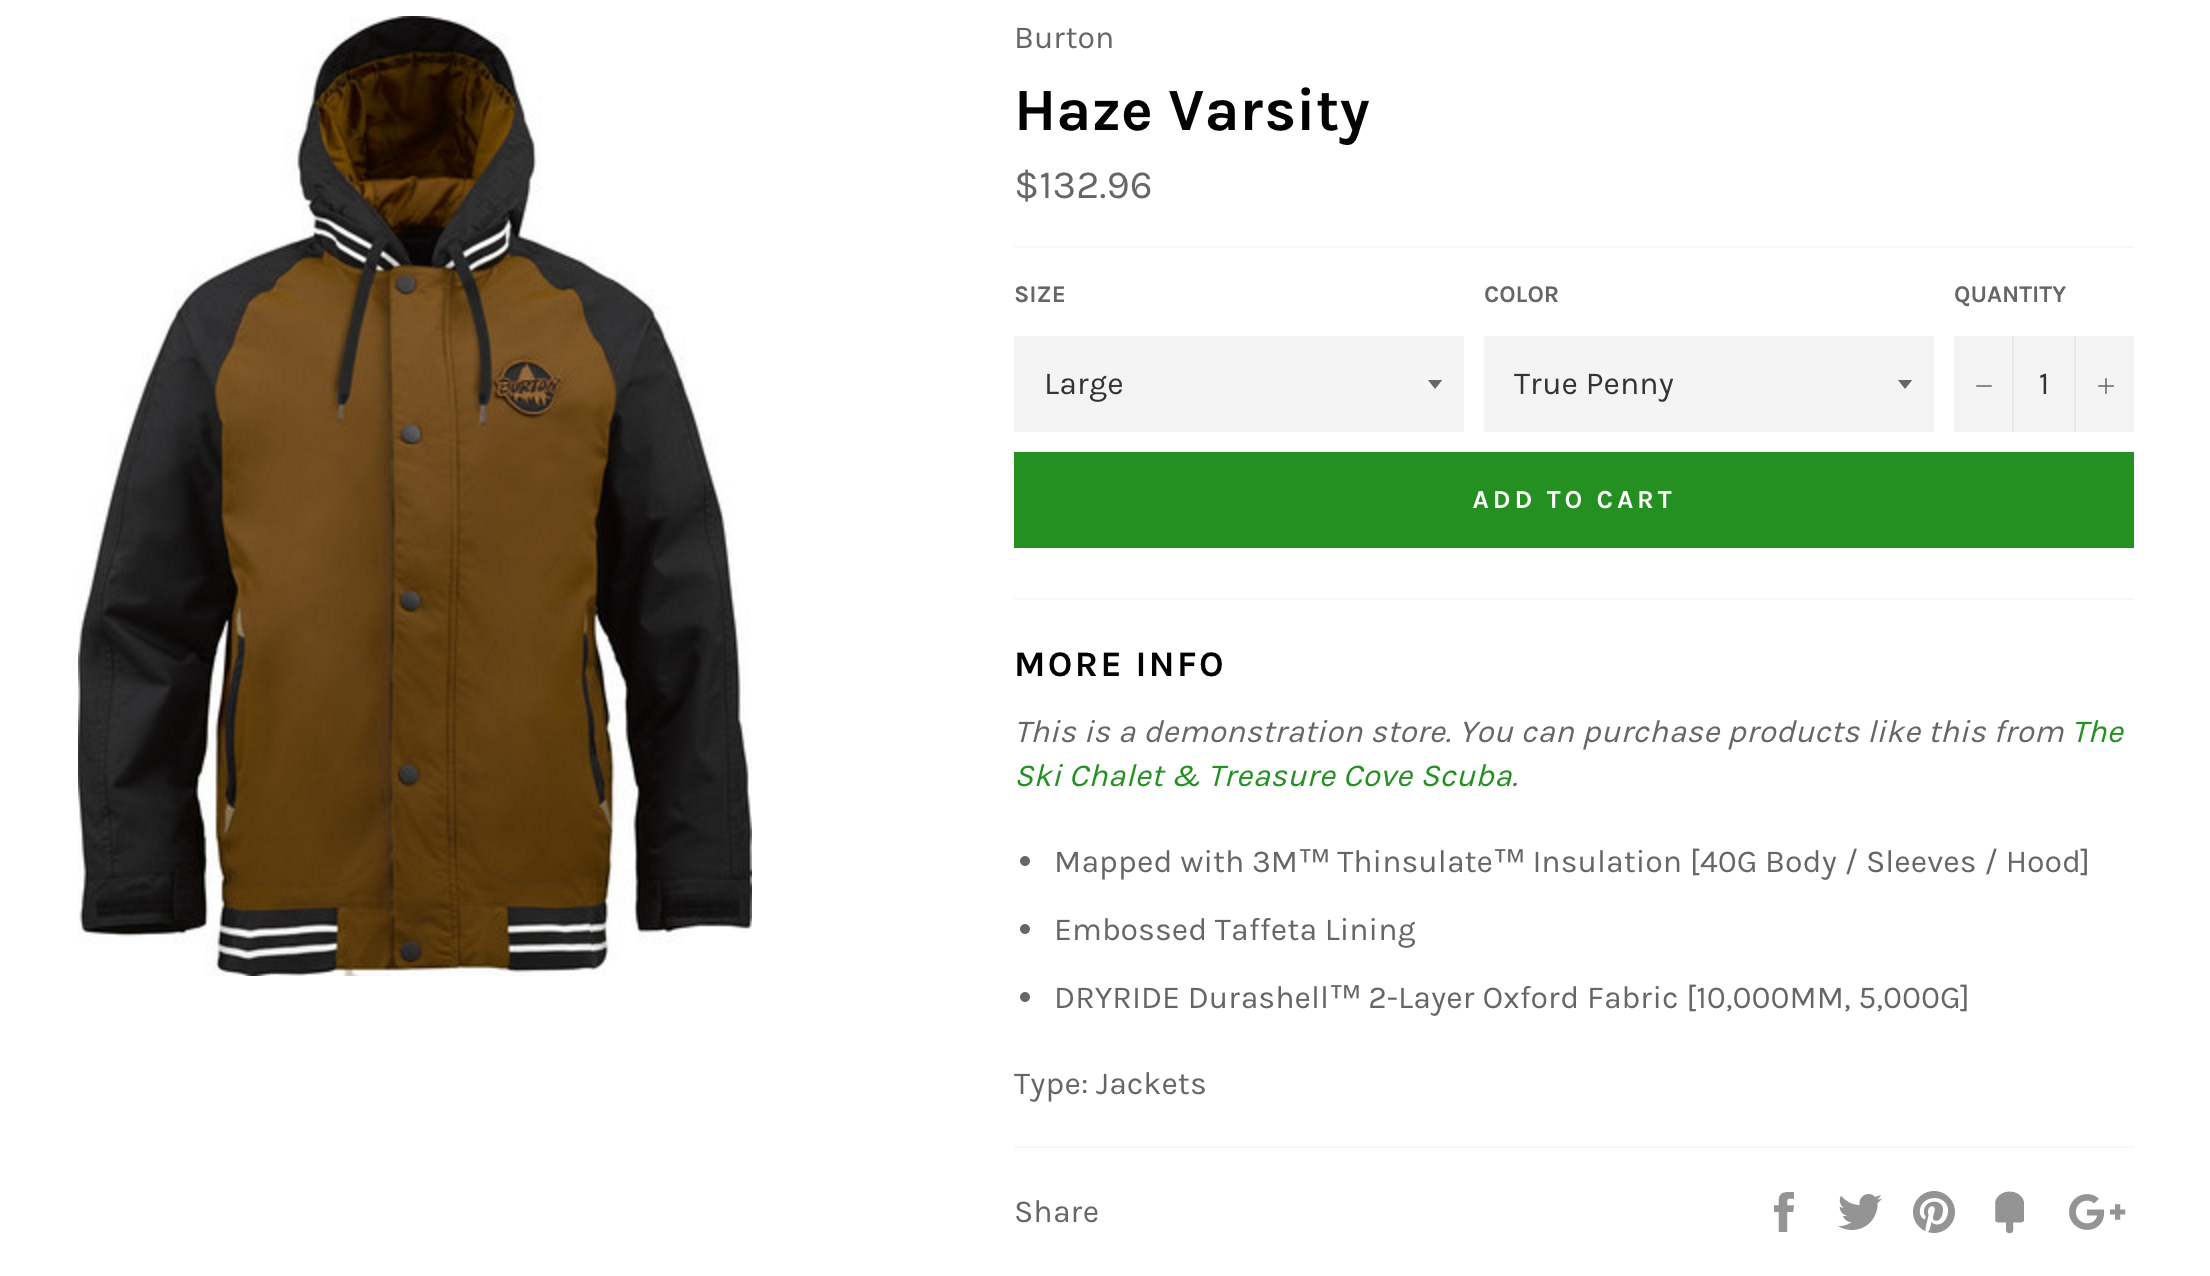 BURTON
Burton
Haze Varsity
$132.96
SIZE
COLOR
QUANTITY
Large
True Penny
− 1 +
ADD TO CART
MORE INFO
This is a demonstration store. You can purchase products like this from The
Ski Chalet & Treasure Cove Scuba.
• Mapped with 3M™ Thinsulate™ Insulation [40G Body / Sleeves / Hood]
• Embossed Taffeta Lining
• DRYRIDE Durashell™ 2-Layer Oxford Fabric [10,000MM, 5,000G]
Type: Jackets
Share
G+